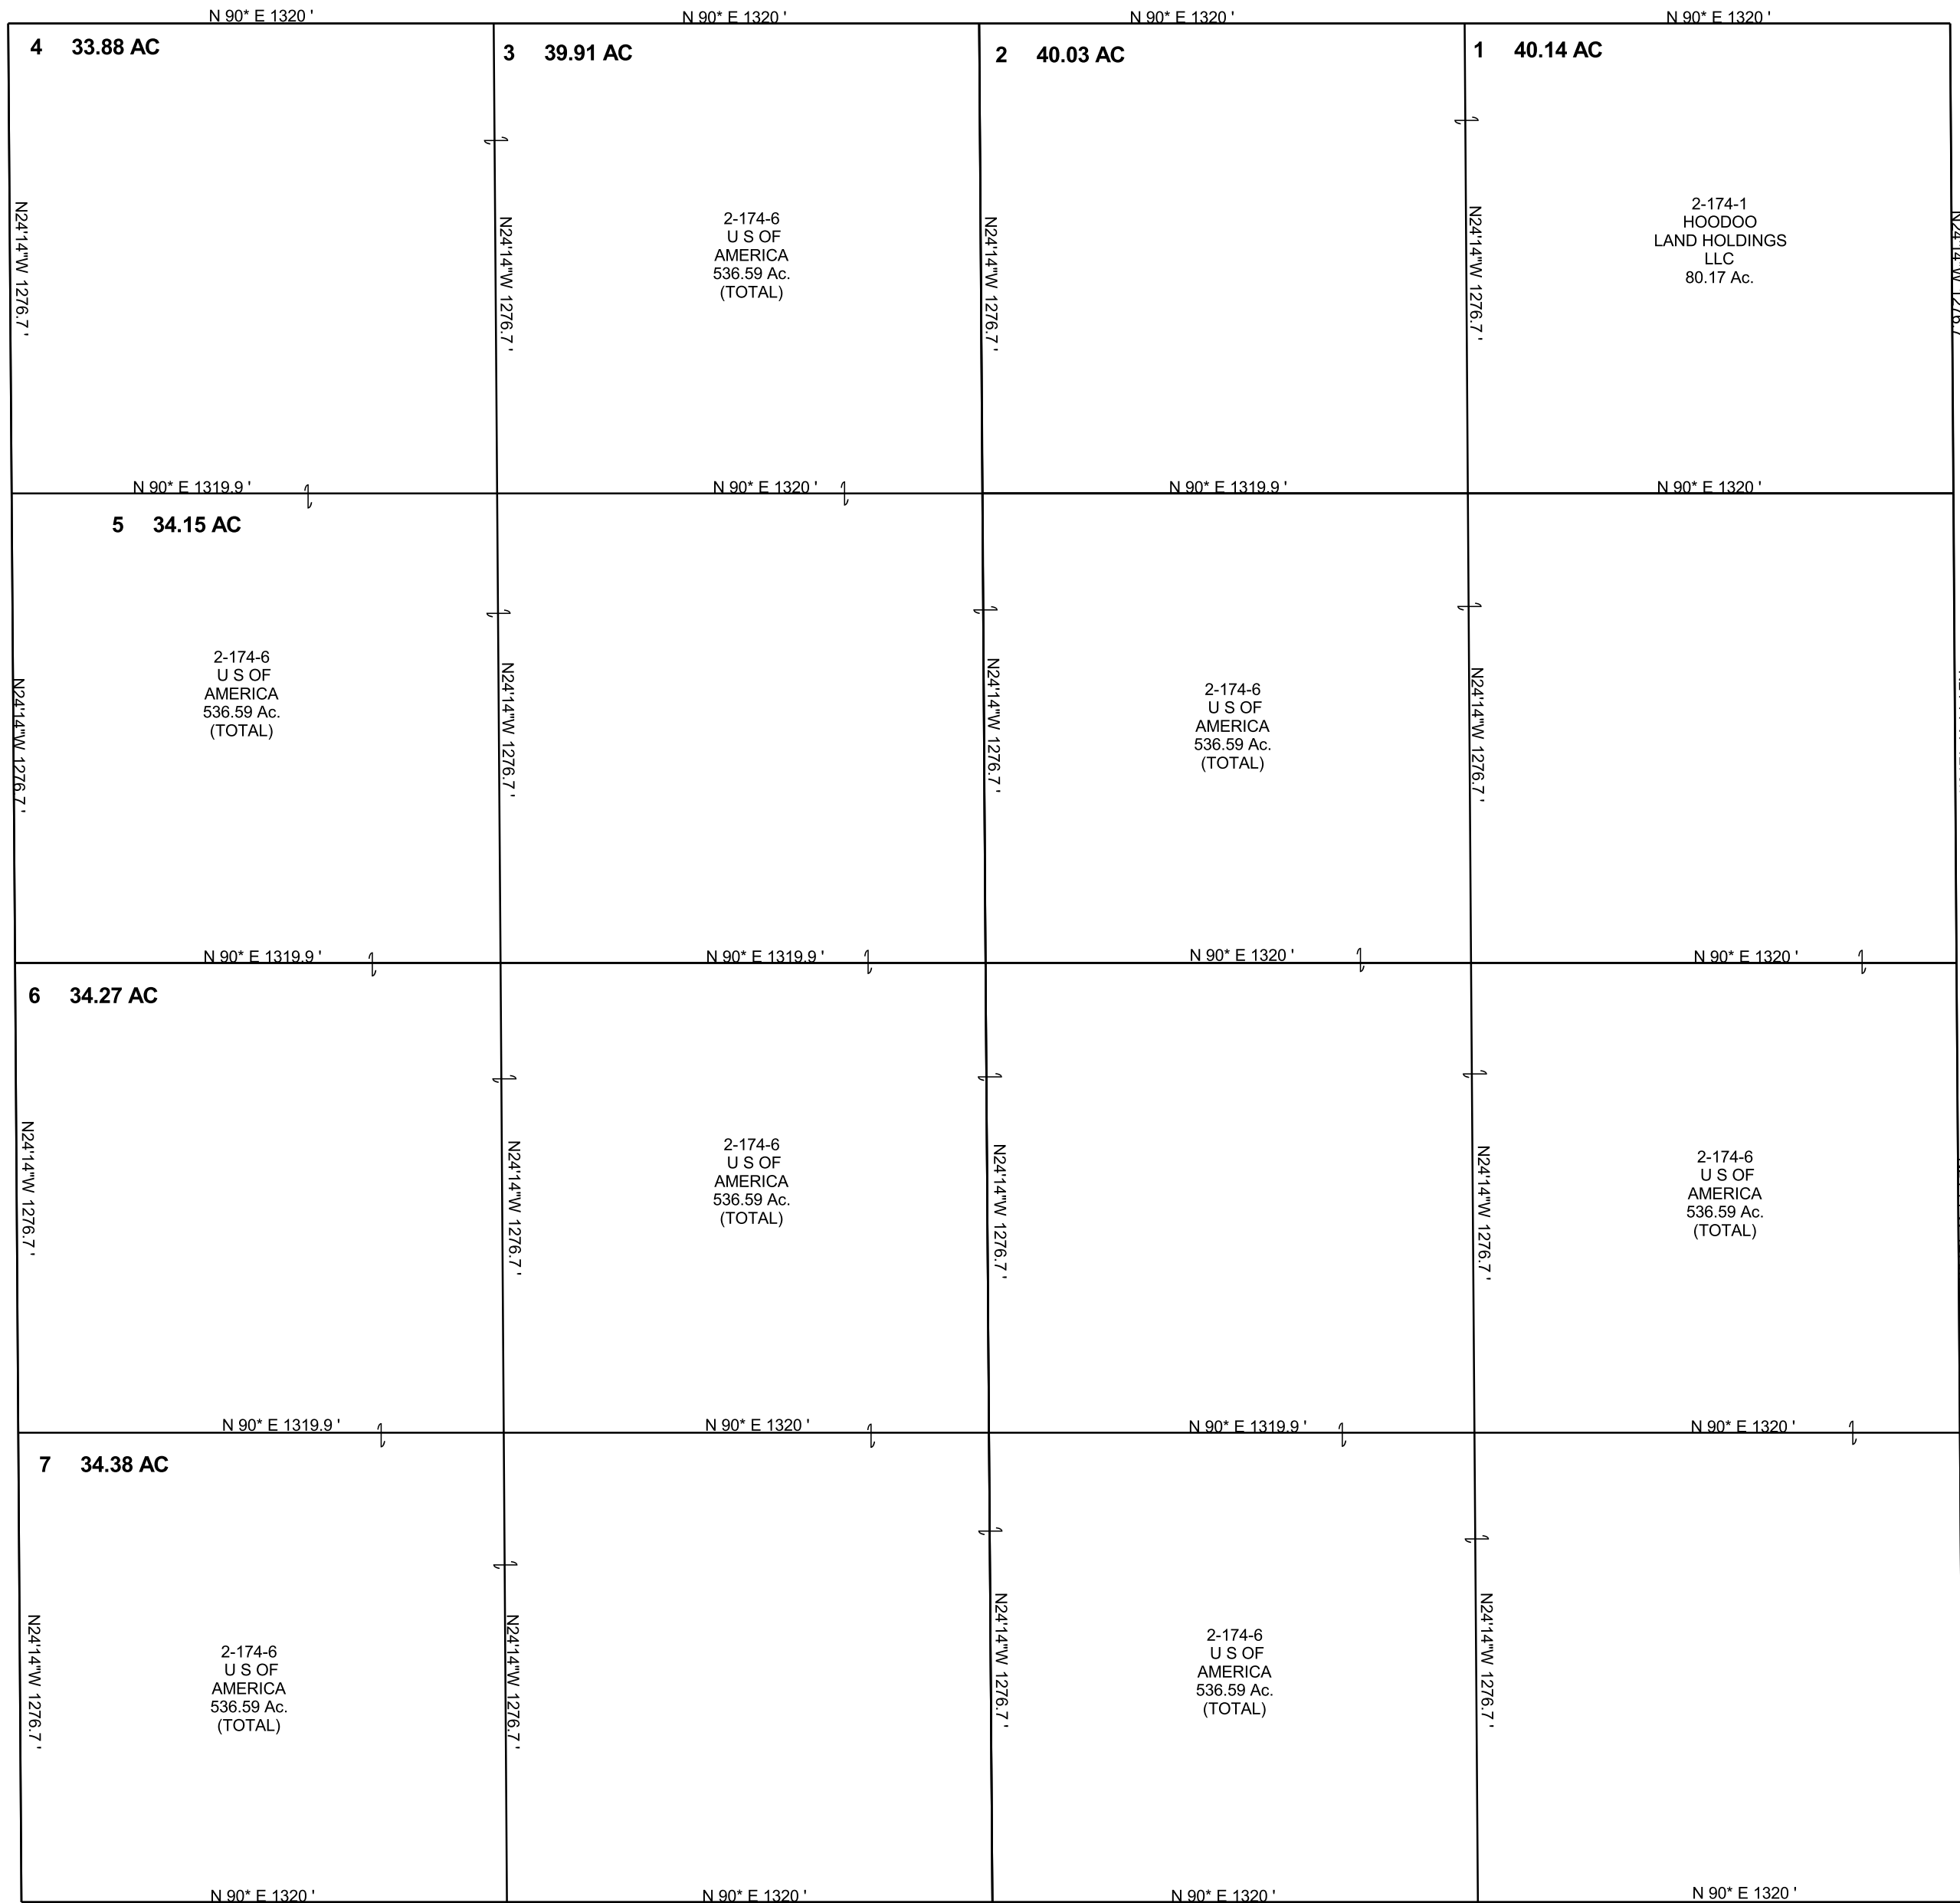 N 90* E 1320 '
N 90* E 1320 '
N 90* E 1320 '
N 90* E 1320 '
4 33.88 AC
3 39.91 AC
2 40.03 AC
1 40.14 AC
N24'14"W 1276.7 '
N24'14"W 1276.7 '
2-174-6
U S OF
AMERICA
536.59 Ac.
(TOTAL)
N24'14"W 1276.7 '
N24'14"W 1276.7 '
2-174-1
HOODOO
LAND HOLDINGS
LLC
80.17 Ac.
N24'14"W 1276.7
N 90* E 1319.9 '
N 90* E 1320 '
N 90* E 1319.9 '
N 90* E 1320 '
5 34.15 AC
N24'14"W 1276.7 '
2-174-6
U S OF
AMERICA
536.59 Ac.
(TOTAL)
N24'14"W 1276.7 '
N24'14"W 1276.7 '
2-174-6
U S OF
AMERICA
536.59 Ac.
(TOTAL)
N24'14"W 1276.7 '
N 90* E 1319.9 '
N 90* E 1319.9 '
N 90* E 1320 '
N 90* E 1320 '
6 34.27 AC
N24'14"W 1276.7 '
N24'14"W 1276.7 '
2-174-6
U S OF
AMERICA
536.59 Ac.
(TOTAL)
N24'14"W 1276.7 '
N24'14"W 1276.7 '
2-174-6
U S OF
AMERICA
536.59 Ac.
(TOTAL)
N 90* E 1319.9 '
N 90* E 1320 '
N 90* E 1319.9 '
N 90* E 1320 '
7 34.38 AC
N24'14"W 1276.7 '
2-174-6
U S OF
AMERICA
536.59 Ac.
(TOTAL)
N24'14"W 1276.7 '
N24'14"W 1276.7 '
2-174-6
U S OF
AMERICA
536.59 Ac.
(TOTAL)
N24'14"W 1276.7 '
N 90* E 1320 '
N 90* E 1320 '
N 90* E 1320 '
N 90* E 1320 '